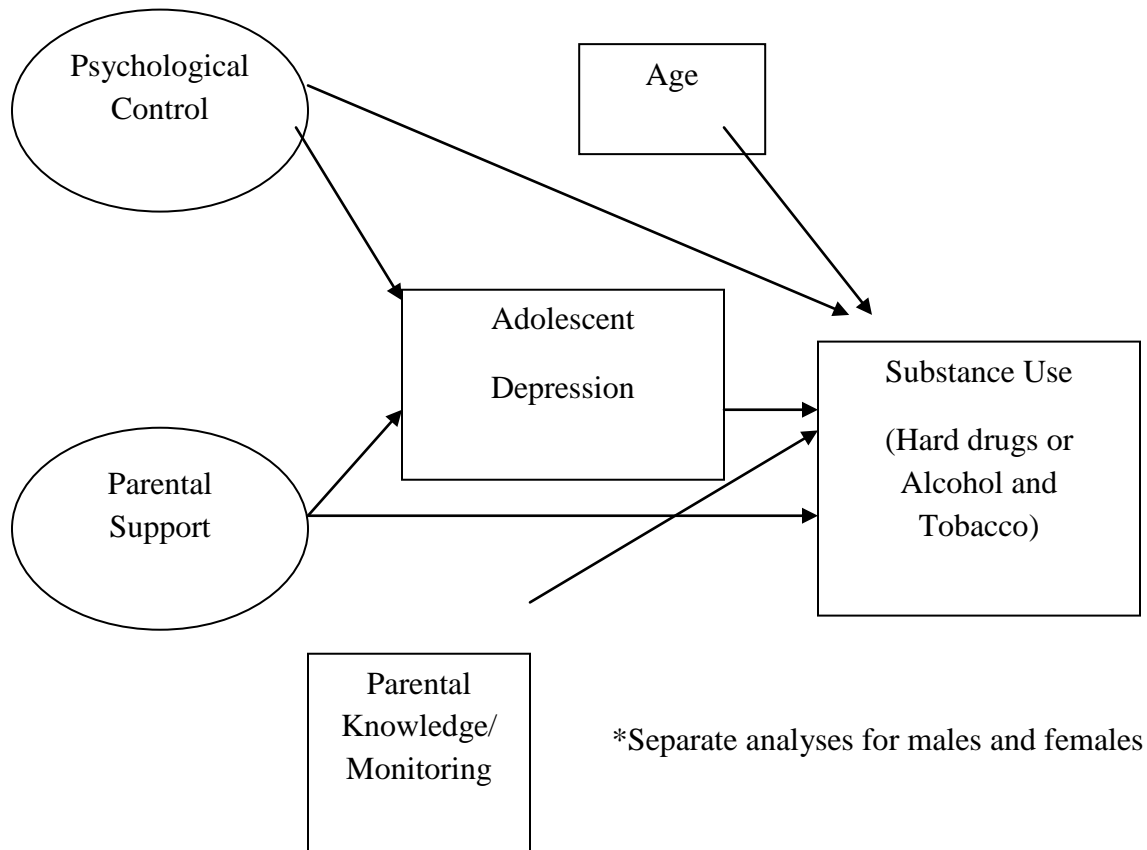 Psychological
Control
Age
Adolescent
Depression
Substance Use
(Hard drugs or
Alcohol and
Tobacco)
Parental
Support
Parental
Knowledge/
Monitoring
*Separate analyses for males and females